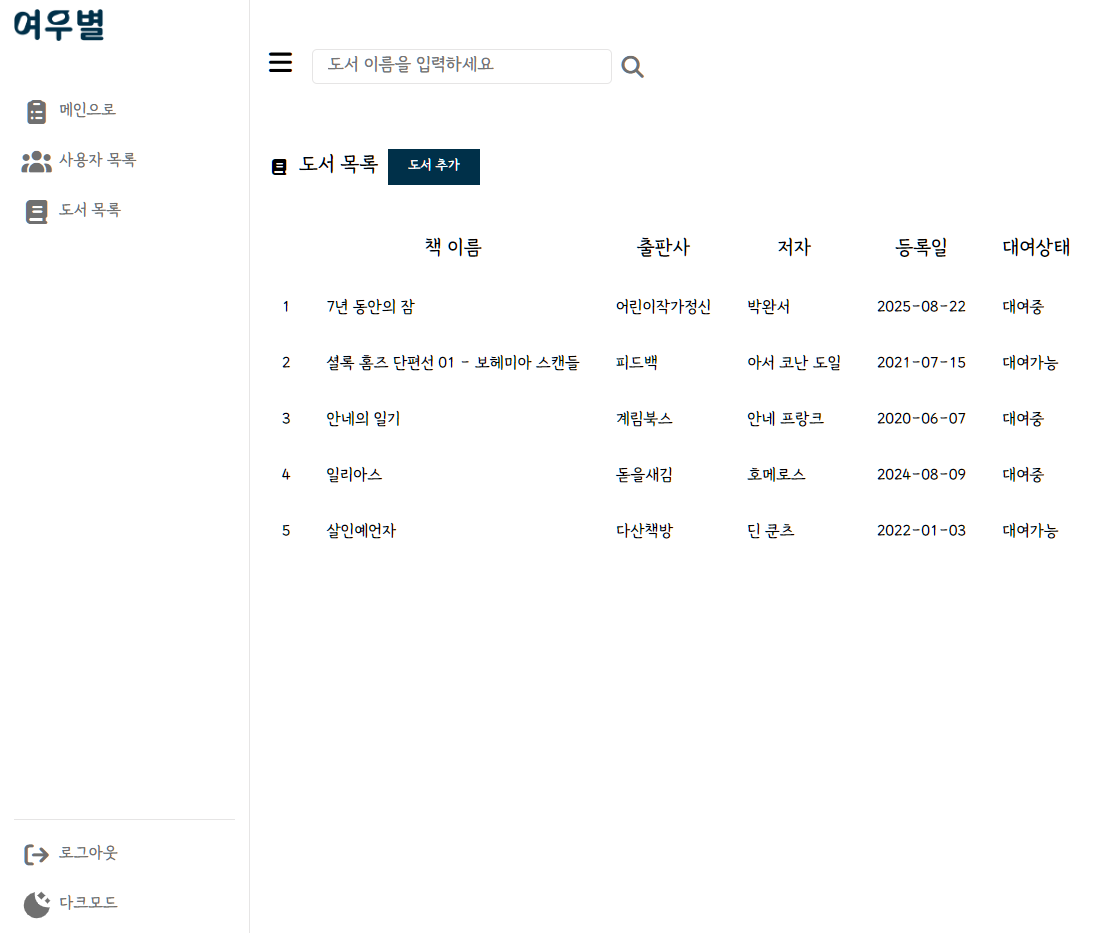 여우별
메인으로
사용자 목록
도서 목록
로그아웃
다크모드
도서 이름을 입력하세요
도서 목록 도서 추가
책 이름 출판사 저자 등록일 대여상태
1 7년 동안의 잠 어린이작가정신 박완서 2025-08-22 대여중
2 셜록 홈즈 단편선 01 - 보헤미아 스캔들 피드백 아서 코난 도일 2021-07-15 대여가능
3 안네의 일기 계림북스 안네 프랑크 2020-06-07 대여중
4 일리아스 돋을새김 호메로스 2024-08-09 대여중
5 살인예언자 다산책방 딘 쿤츠 2022-01-03 대여가능